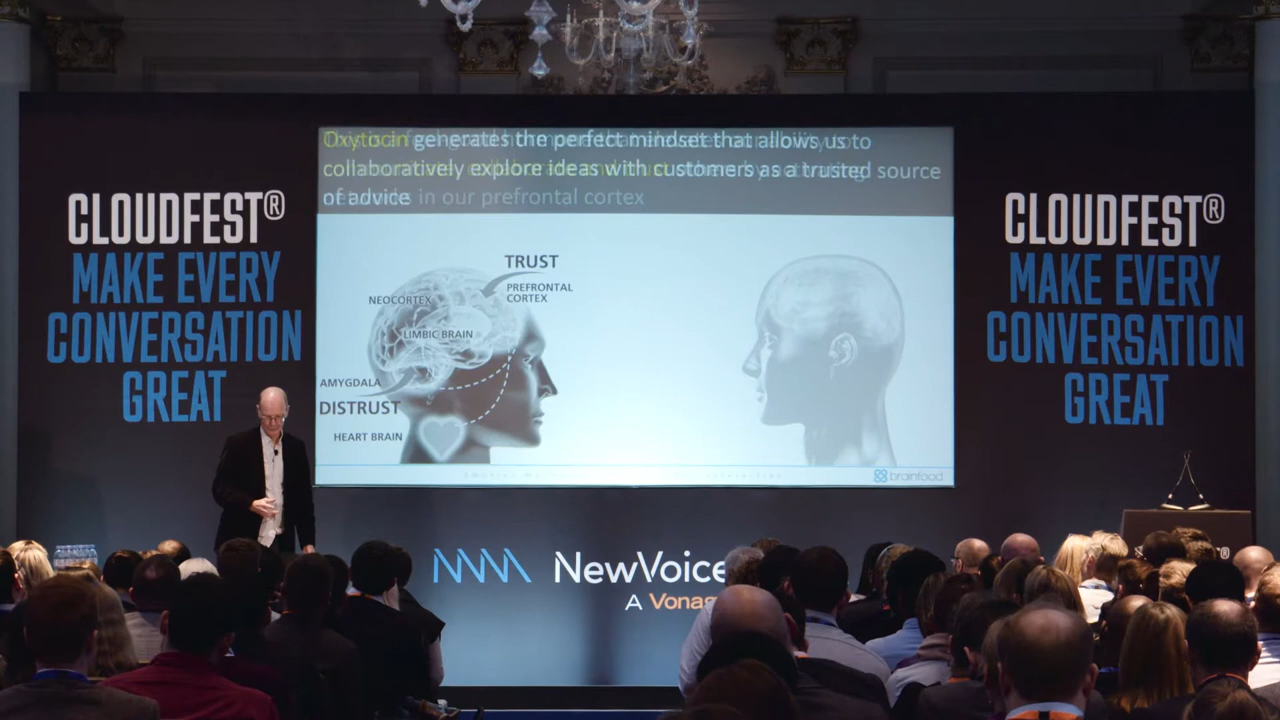 CLOUDFEST®
MAKE EVERY
CONVERSATION
GREAT
Oxyticin generates the perfect mindset that allows us to
collaboratively explore ideas with customers as a trusted source
of advice
in our prefrontal cortex
TRUST
PREFRONTAL
CORTEX
NEOCORTEX
LIMBIC BRAIN
AMYGDALA
DISTRUST
HEART BRAIN
brainfood
CLOUDFEST®
MAKE EVERY
CONVERSATION
GREAT
NewVoice
A Vonag